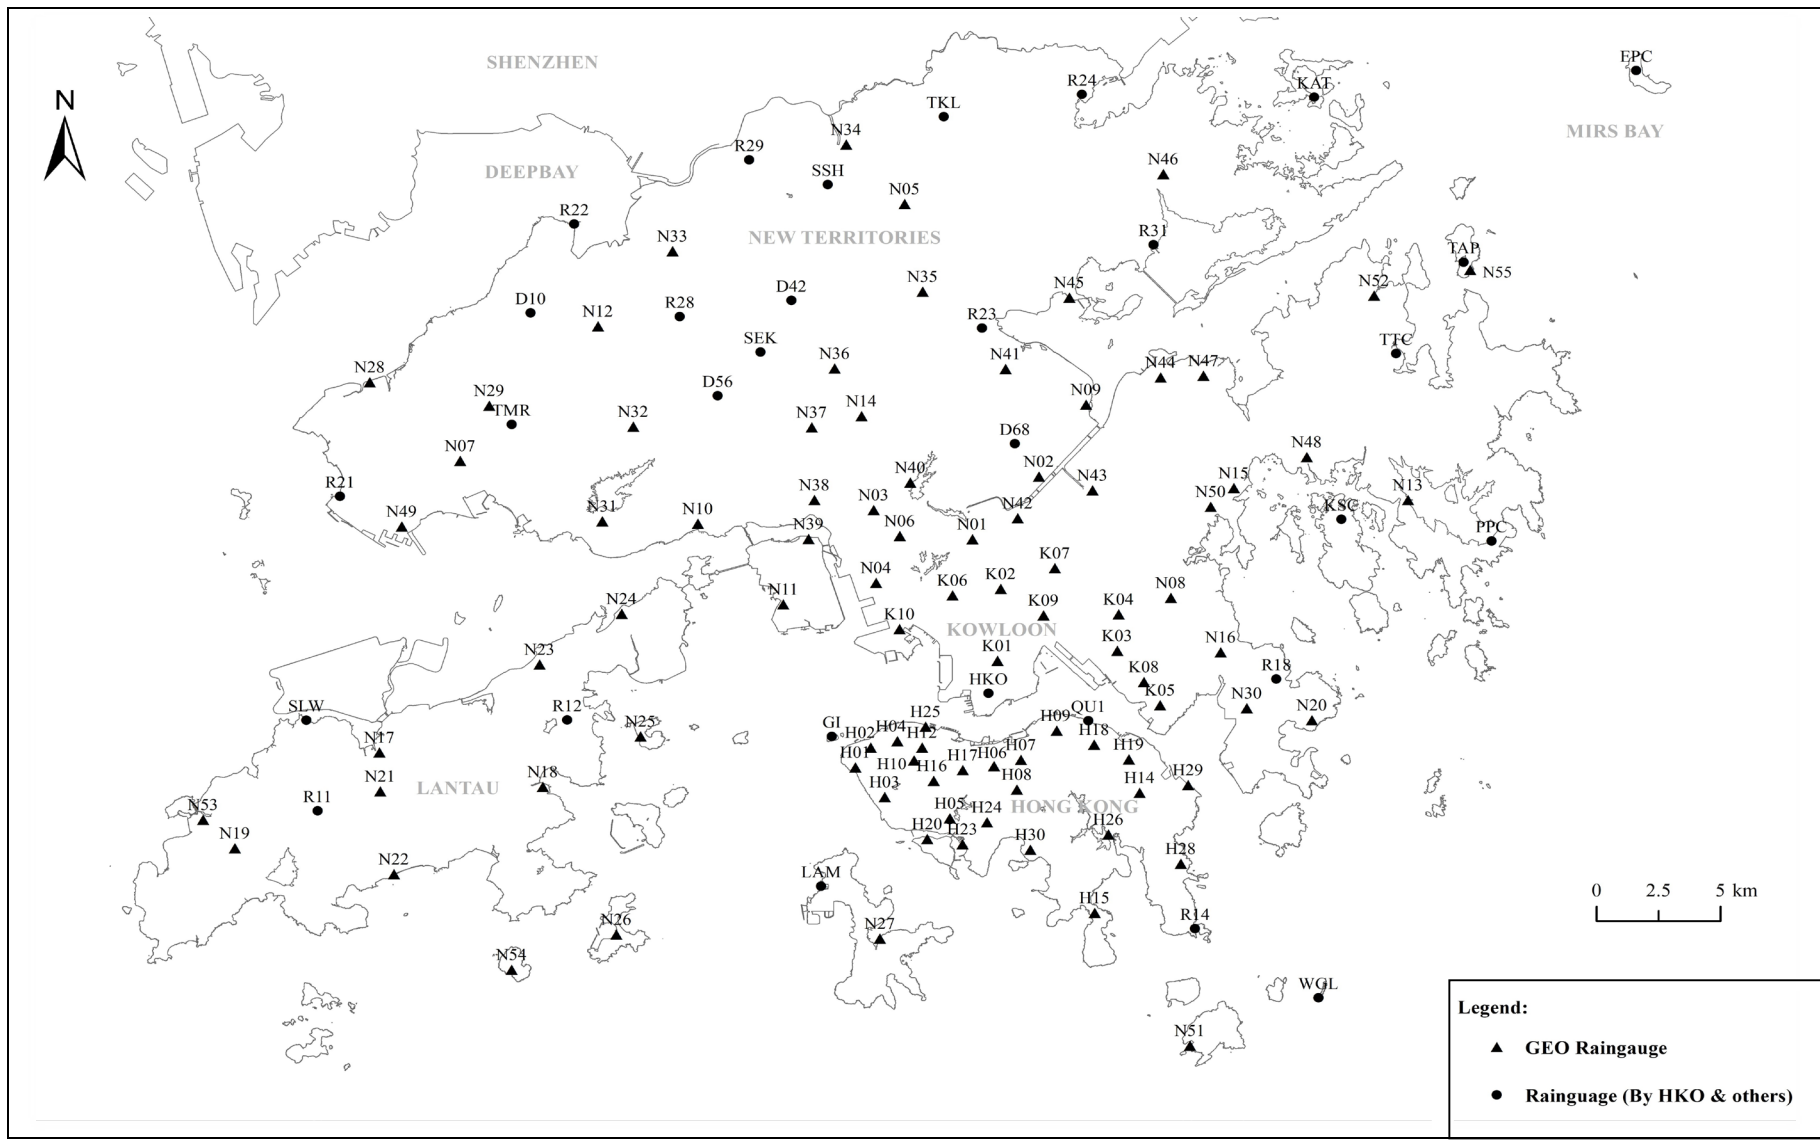 EPC
SHENZHEN
R24
KAT
N
TKL
MIRS BAY
N34
R29
DEEPBAY
SSH
N46
N05
R22
NEW TERRITORIES
N33
R31
TAP
N55
N35
N52
N45
D42
D10
R28
N12
R23
SEK
TTC
N36
N41
N44
N47
N28
D56
N29
N09
TMR
N32
N37
N14
D68
N07
N48
N02
N40
N43
N15
N13
R21
N38
N50
N03
N42
KSC
N49
N31
N10
N39
N06
N01
PPC
K07
N04
K06
K02
N08
N11
N24
K10
K09
K04
KOWLOON
K03
N16
N23
K01
R18
HKO
K08
K05
N30
SLW
R12
N20
QU1
N25
GI
H25
H09
H02
H04
H18
N17
H12
H07
H19
H01
H10
H17
H06
H16
H08
N21
N18
H03
H14
H29
R11
LANTAU
N53
H05
H24
HONG KONG
H20
H23
H26
N19
H30
H28
N22
LAM
0 2.5 5 km
H15
N26
N27
R14
N54
WGL
Legend:
N51
GEO Raingauge
Rainguage (By HKO & others)